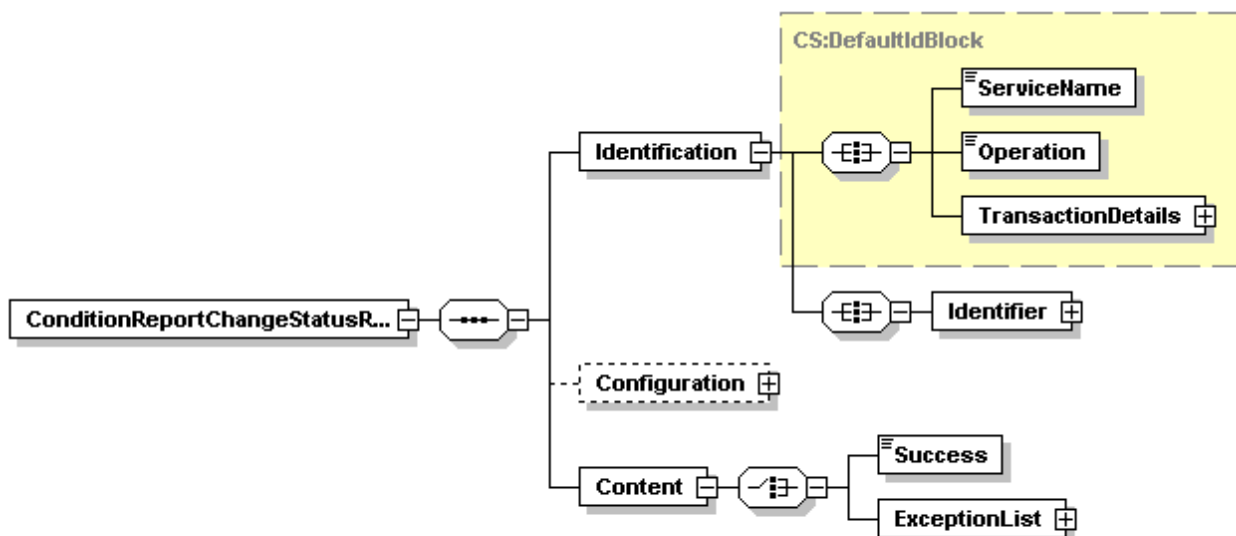 CS:DefaultIdBlock
ServiceName
Identification
Operation
TransactionDetails
ConditionReportChangeStatusR...
Identifier
Configuration
Success
Content
ExceptionList